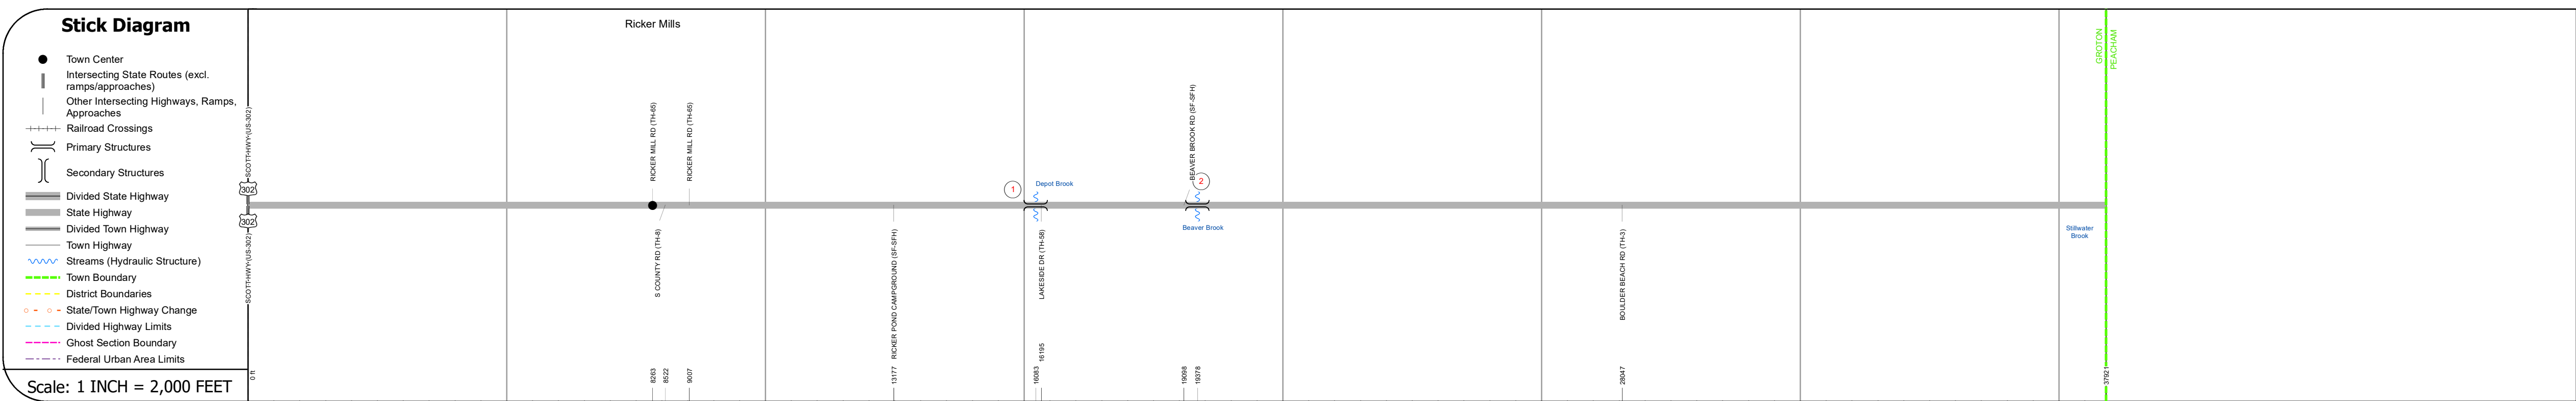 Stick Diagram
Town Center
Intersecting State Routes (excl.
ramps/approaches)
Other Intersecting Highways, Ramps,
Approaches
Railroad Crossings
Primary Structures
Secondary Structures
Divided State Highway
State Highway
Divided Town Highway
Town Highway
Streams (Hydraulic Structure)
Town Boundary
District Boundaries
State/Town Highway Change
Divided Highway Limits
Ghost Section Boundary
Federal Urban Area Limits
Scale: 1 INCH = 2,000 FEET
SCOTT-HWY-(US-302)
302
302
SCOTT-HWY-(US-302)
0 ft
Ricker Mills
RICKER MILL RD (TH-65)
RICKER MILL RD (TH-65)
S COUNTY RD (TH-8)
8263
8522
9007
RICKER POND CAMPGROUND (SF-SFH)
13177
1
Depot Brook
LAKESIDE DR (TH-58)
16083
16195
BEAVER BROOK RD (SF-SFH)
2
Beaver Brook
19098
19378
BOULDER BEACH RD (TH-3)
28047
Stillwater
Brook
GROTON
PEACHAM
37921